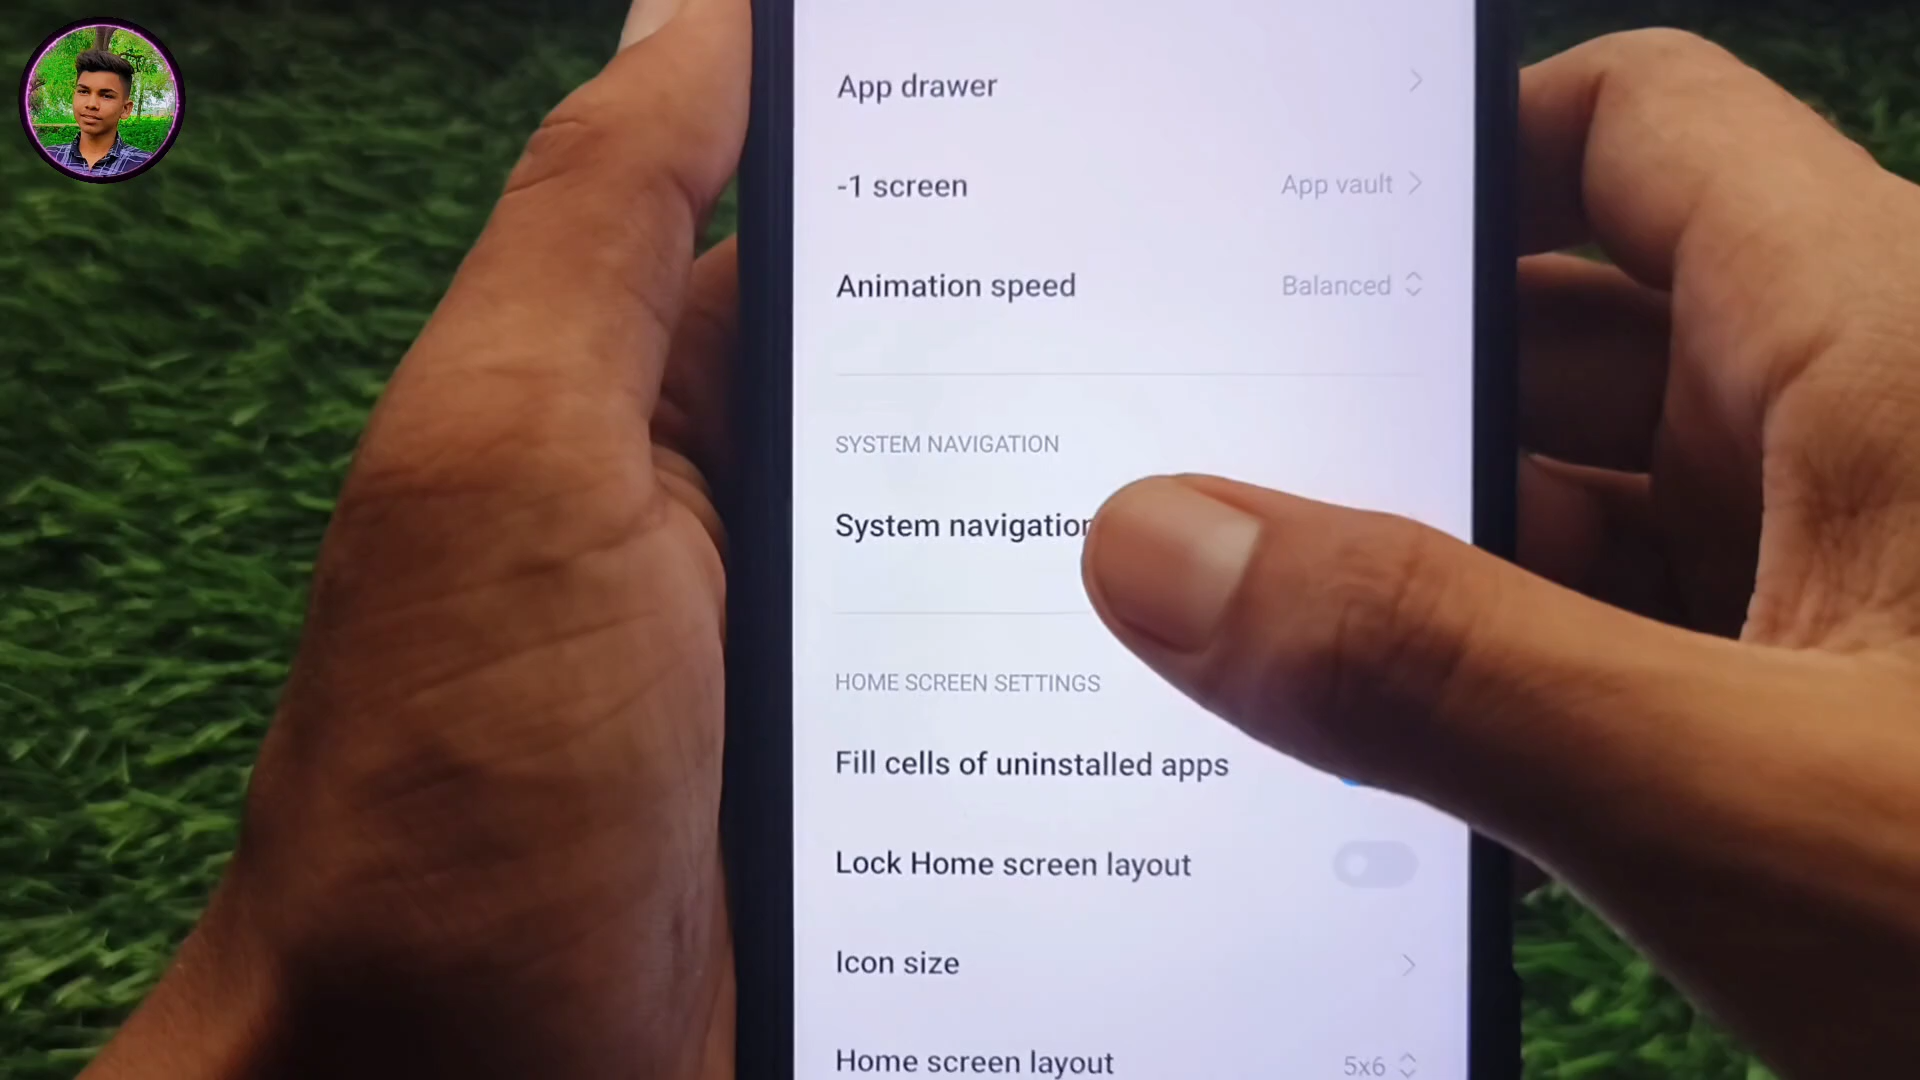 App drawer
-1 screen App vault
Animation speed Balanced
SYSTEM NAVIGATION
System navigation
HOME SCREEN SETTINGS
Fill cells of uninstalled apps
Lock Home screen layout
Icon size
Home screen layout 5x6